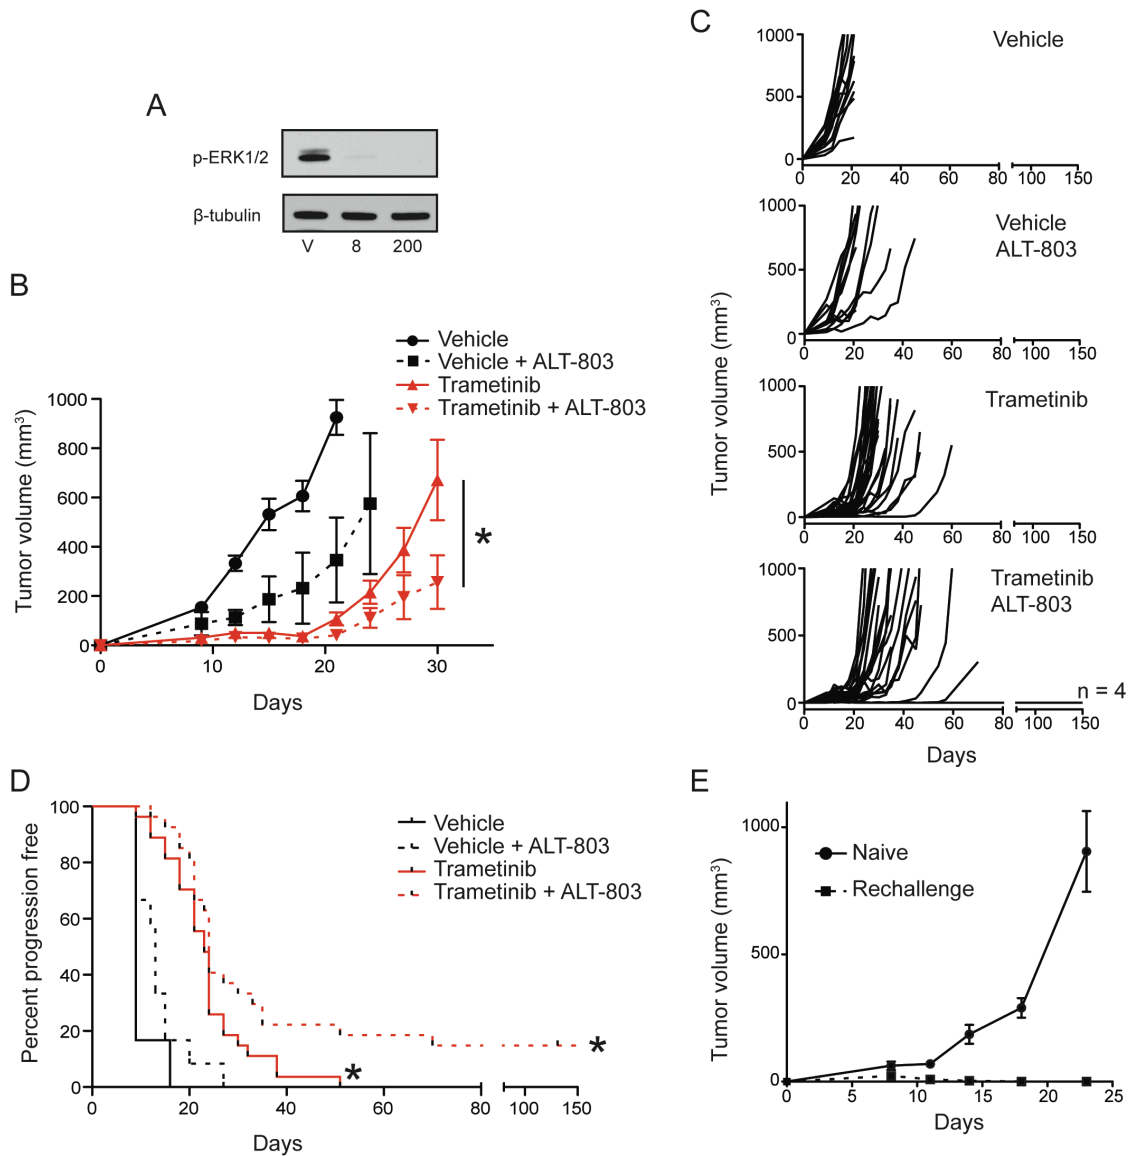 A
p-ERK1/2
β-tubulin
V 8 200
B
Vehicle
Vehicle + ALT-803
Trametinib
Trametinib + ALT-803
Tumor volume (mm³)
1000
800
600
400
200
0
0 10 20 30
Days
*
C
Tumor volume (mm³)
Vehicle
1000
500
0
0 20 40 60 80 100 150
Vehicle
ALT-803
1000
500
0
0 20 40 60 80 100 150
Trametinib
1000
500
0
0 20 40 60 80 100 150
Trametinib
ALT-803
1000
500
0
n = 4
0 20 40 60 80 100 150
Days
D
Vehicle
Vehicle + ALT-803
Trametinib
Trametinib + ALT-803
Percent progression free
100
80
60
40
20
0
*
*
0 20 40 60 80 100 150
Days
E
Naive
Rechallenge
Tumor volume (mm³)
1000
500
0
0 5 10 15 20 25
Days